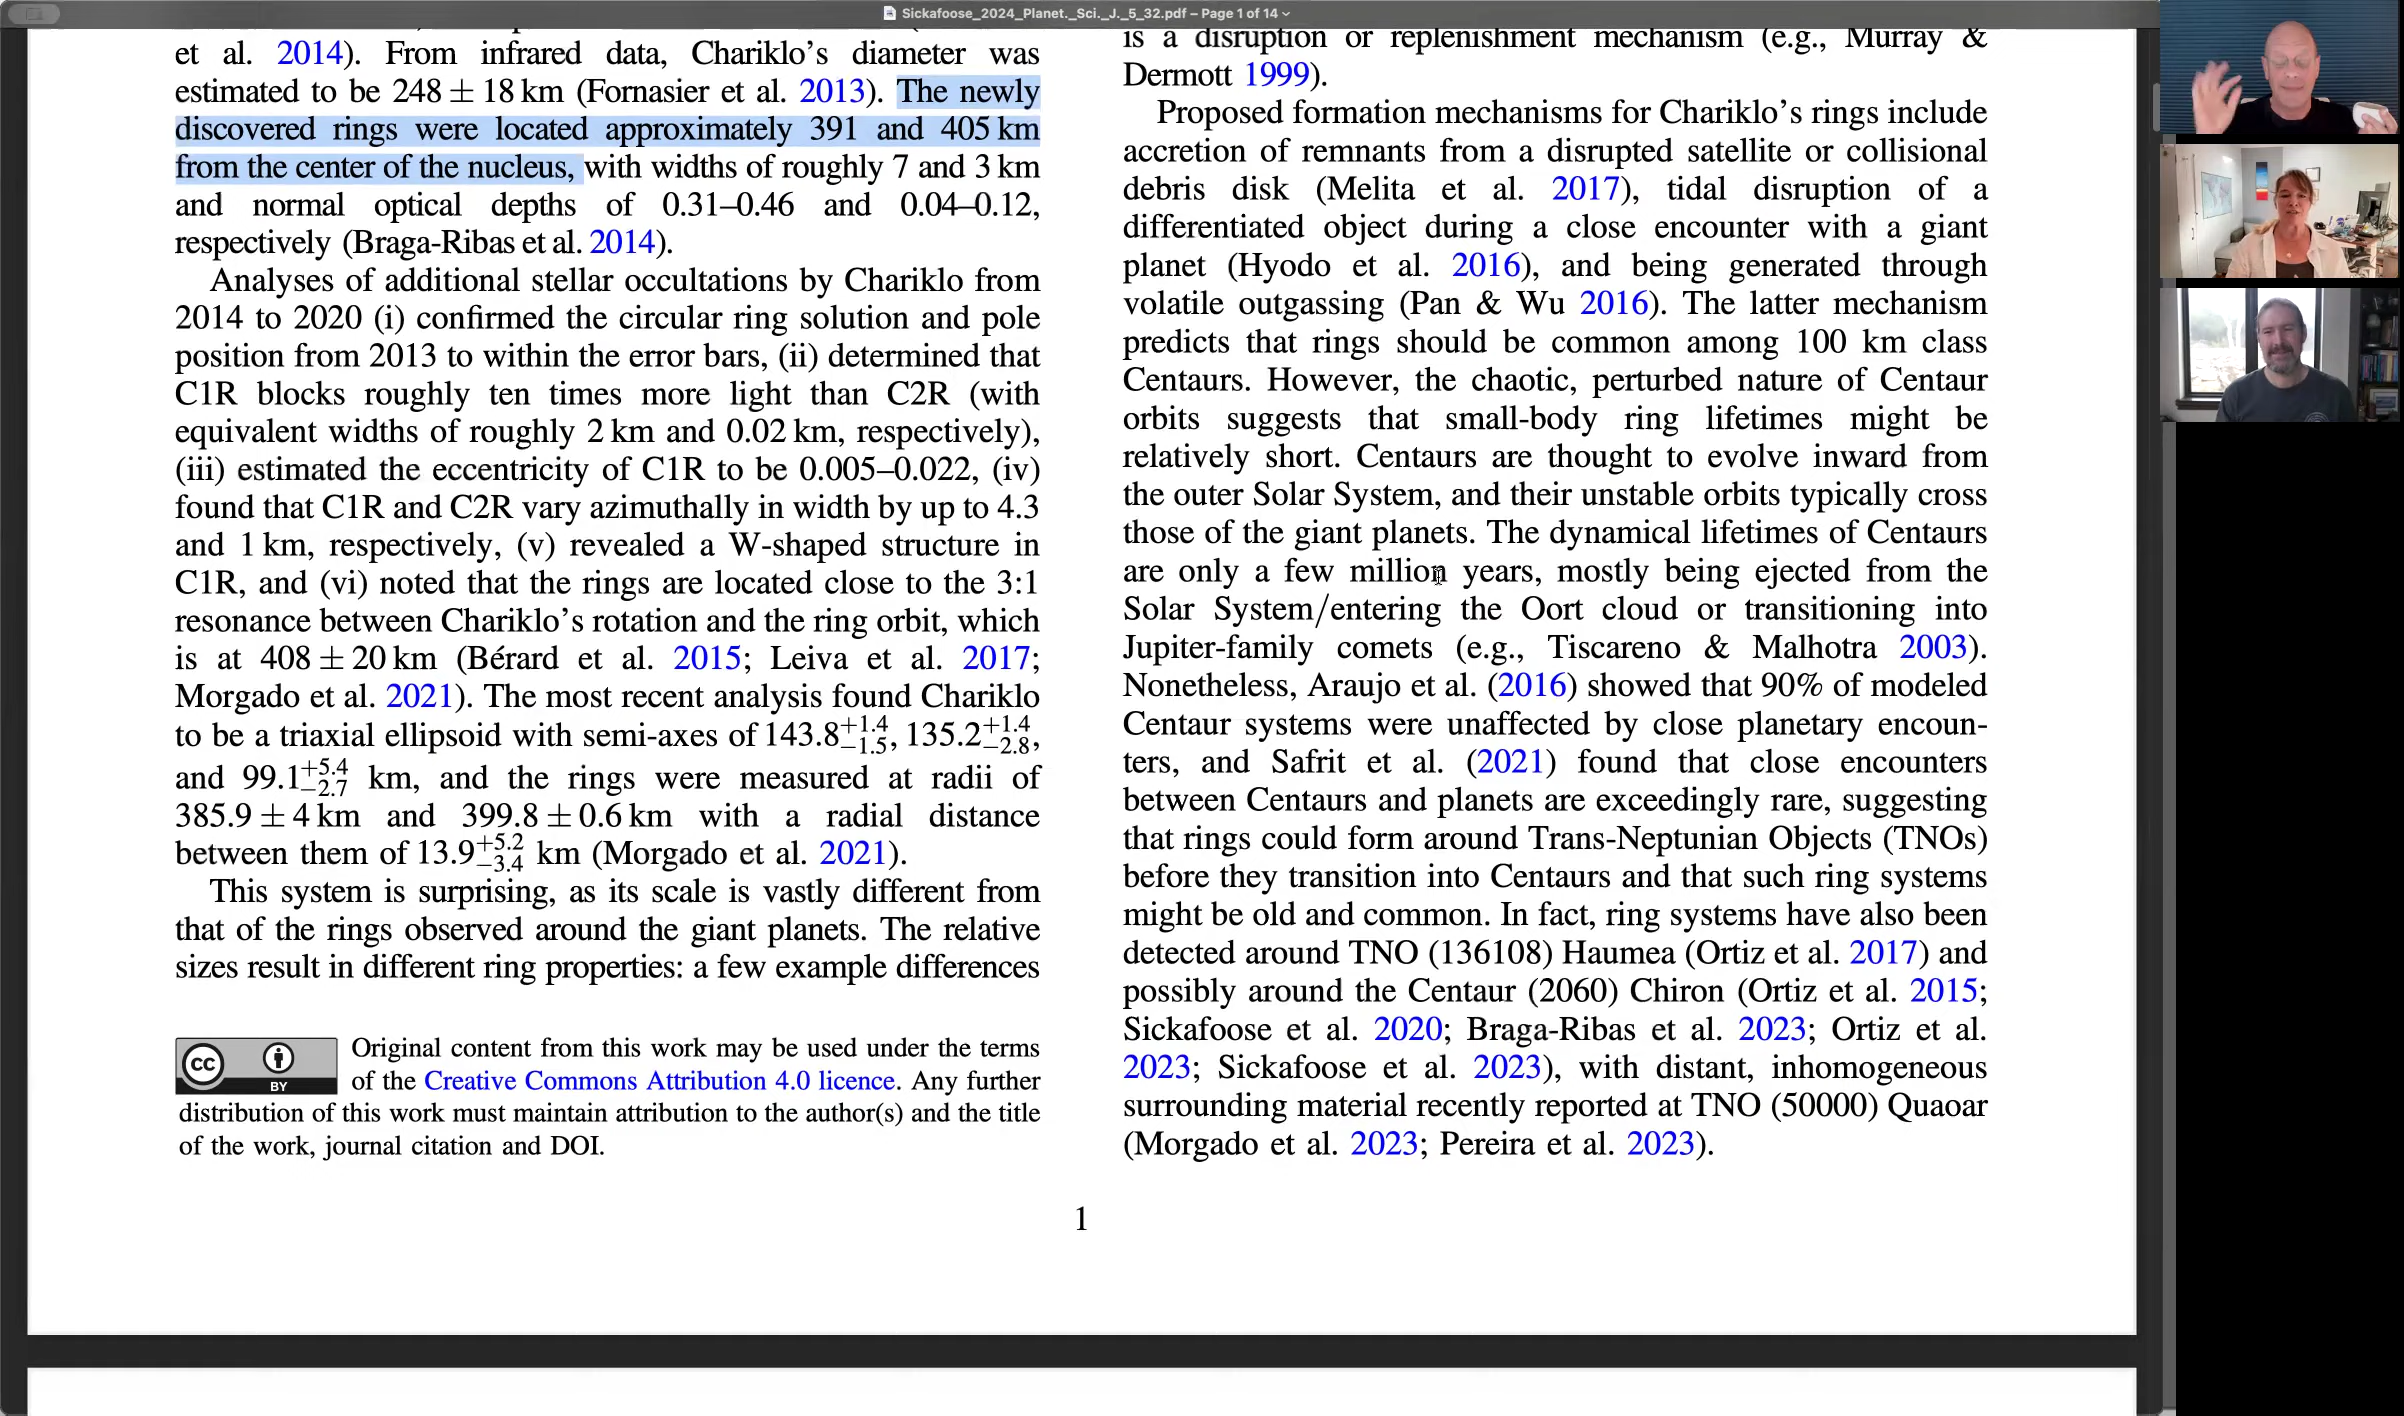 Sickafoose_2024_Planet._Sci._J._5_32.pdf – Page 1 of 14
et al. 2014). From infrared data, Chariklo's diameter was
estimated to be 248 ± 18 km (Fornasier et al. 2013). The newly
discovered rings were located approximately 391 and 405 km
from the center of the nucleus, with widths of roughly 7 and 3 km
and normal optical depths of 0.31–0.46 and 0.04–0.12,
respectively (Braga-Ribas et al. 2014).
Analyses of additional stellar occultations by Chariklo from
2014 to 2020 (i) confirmed the circular ring solution and pole
position from 2013 to within the error bars, (ii) determined that
C1R blocks roughly ten times more light than C2R (with
equivalent widths of roughly 2 km and 0.02 km, respectively),
(iii) estimated the eccentricity of C1R to be 0.005–0.022, (iv)
found that C1R and C2R vary azimuthally in width by up to 4.3
and 1 km, respectively, (v) revealed a W-shaped structure in
C1R, and (vi) noted that the rings are located close to the 3:1
resonance between Chariklo's rotation and the ring orbit, which
is at 408 ± 20 km (Bérard et al. 2015; Leiva et al. 2017;
Morgado et al. 2021). The most recent analysis found Chariklo
to be a triaxial ellipsoid with semi-axes of 143.8+1.4−1.5, 135.2+1.4−2.8,
and 99.1+5.4−2.7 km, and the rings were measured at radii of
385.9 ± 4 km and 399.8 ± 0.6 km with a radial distance
between them of 13.9+5.2−3.4 km (Morgado et al. 2021).
This system is surprising, as its scale is vastly different from
that of the rings observed around the giant planets. The relative
sizes result in different ring properties: a few example differences
cc
BY
Original content from this work may be used under the terms
of the Creative Commons Attribution 4.0 licence. Any further
distribution of this work must maintain attribution to the author(s) and the title
of the work, journal citation and DOI.
is a disruption or replenishment mechanism (e.g., Murray &
Dermott 1999).
Proposed formation mechanisms for Chariklo's rings include
accretion of remnants from a disrupted satellite or collisional
debris disk (Melita et al. 2017), tidal disruption of a
differentiated object during a close encounter with a giant
planet (Hyodo et al. 2016), and being generated through
volatile outgassing (Pan & Wu 2016). The latter mechanism
predicts that rings should be common among 100 km class
Centaurs. However, the chaotic, perturbed nature of Centaur
orbits suggests that small-body ring lifetimes might be
relatively short. Centaurs are thought to evolve inward from
the outer Solar System, and their unstable orbits typically cross
those of the giant planets. The dynamical lifetimes of Centaurs
are only a few million years, mostly being ejected from the
Solar System/entering the Oort cloud or transitioning into
Jupiter-family comets (e.g., Tiscareno & Malhotra 2003).
Nonetheless, Araujo et al. (2016) showed that 90% of modeled
Centaur systems were unaffected by close planetary encoun-
ters, and Safrit et al. (2021) found that close encounters
between Centaurs and planets are exceedingly rare, suggesting
that rings could form around Trans-Neptunian Objects (TNOs)
before they transition into Centaurs and that such ring systems
might be old and common. In fact, ring systems have also been
detected around TNO (136108) Haumea (Ortiz et al. 2017) and
possibly around the Centaur (2060) Chiron (Ortiz et al. 2015;
Sickafoose et al. 2020; Braga-Ribas et al. 2023; Ortiz et al.
2023; Sickafoose et al. 2023), with distant, inhomogeneous
surrounding material recently reported at TNO (50000) Quaoar
(Morgado et al. 2023; Pereira et al. 2023).
1